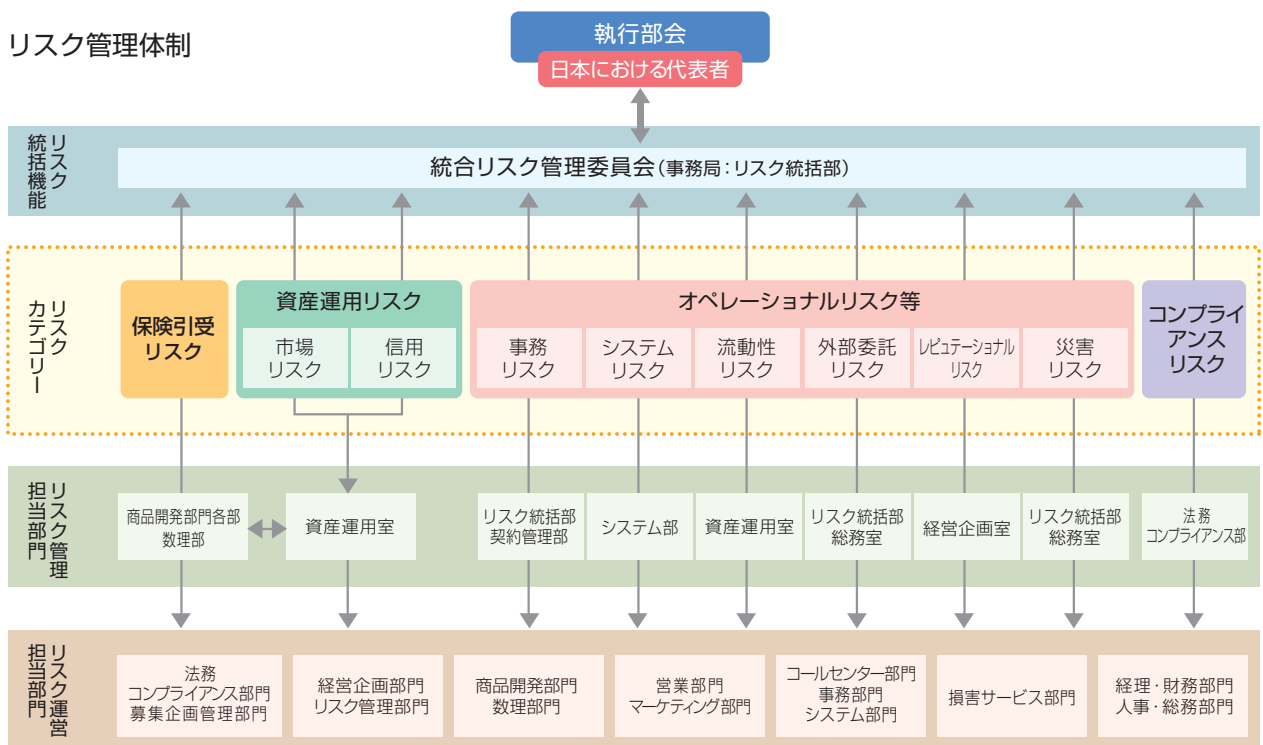 リスク管理体制
執行部会
日本における代表者
リスク
統括機能
統合リスク管理委員会(事務局:リスク統括部)
リスク
カテゴリー
保険引受
リスク
資産運用リスク
市場
リスク
信用
リスク
オペレーショナルリスク等
事務
リスク
システム
リスク
流動性
リスク
外部委託
リスク
レピュテーショナル
リスク
災害
リスク
コンプライ
アンス
リスク
リスク管理
担当部門
商品開発部門各部
数理部
資産運用室
リスク統括部
契約管理部
システム部
資産運用室
リスク統括部
総務室
経営企画室
リスク統括部
総務室
法務
コンプライアンス部
リスク運営
担当部門
法務
コンプライアンス部門
募集企画管理部門
経営企画部門
リスク管理部門
商品開発部門
数理部門
営業部門
マーケティング部門
コールセンター部門
事務部門
システム部門
損害サービス部門
経理・財務部門
人事・総務部門